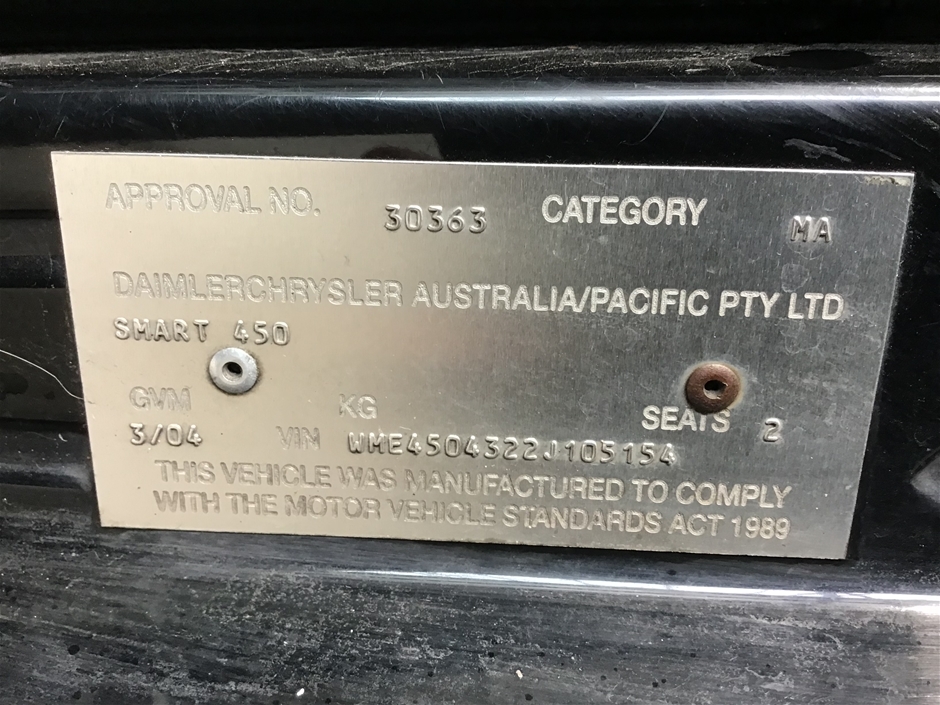 APPROVAL NO. 30363 CATEGORY MA
DAIMLERCHRYSLER AUSTRALIA/PACIFIC PTY LTD
SMART 450
GVM KG SEATS 2
3/04 VIN WME4504322J105154
THIS VEHICLE WAS MANUFACTURED TO COMPLY
WITH THE MOTOR VEHICLE STANDARDS ACT 1989